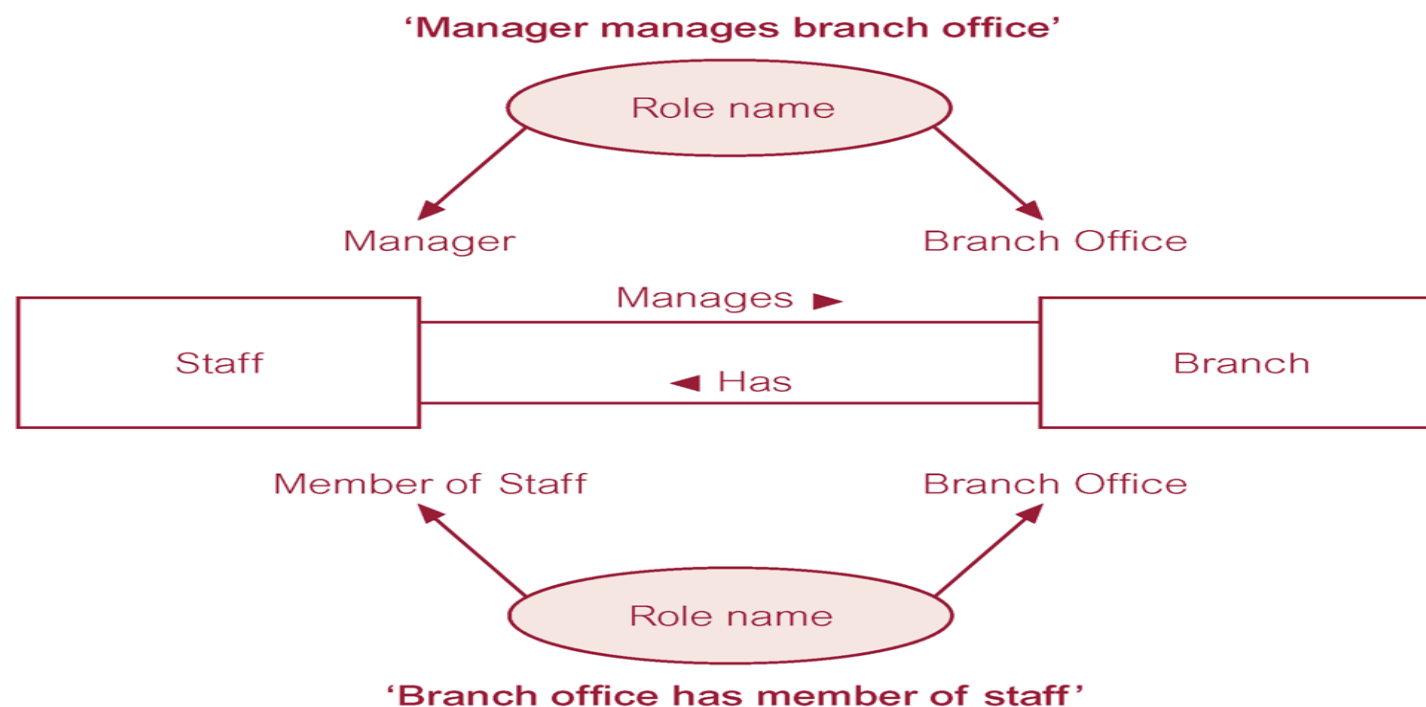 ‘Manager manages branch office’
Role name
Manager
Branch Office
Manages ►
Staff
Branch
◄ Has
Member of Staff
Branch Office
Role name
‘Branch office has member of staff’